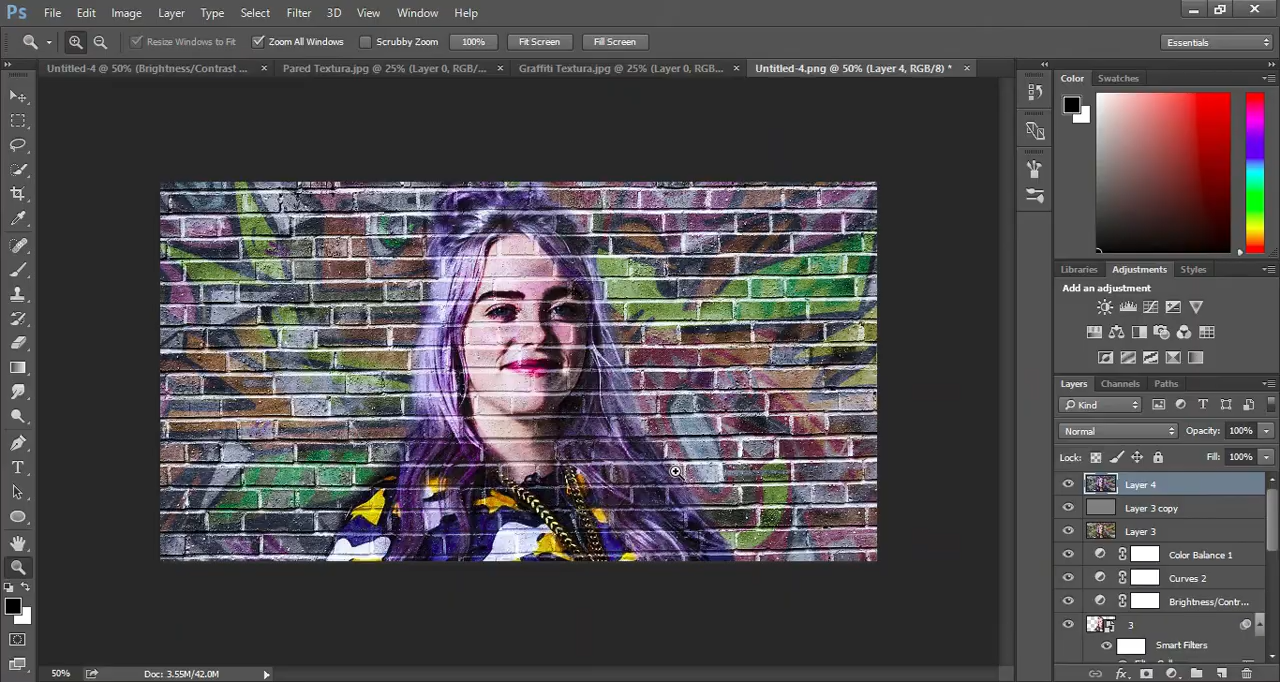 Ps File Edit Image Layer Type Select Filter 3D View Window Help
Resize Windows to Fit Zoom All Windows Scrubby Zoom 100% Fit Screen Fill Screen Essentials
Untitled-4 @ 50% (Brightness/Contrast ... × Pared Textura.jpg @ 25% (Layer 0, RGB/... × Graffiti Textura.jpg @ 25% (Layer 0, RGB... × Untitled-4.png @ 50% (Layer 4, RGB/8) * ×
Color Swatches
Libraries Adjustments Styles
Add an adjustment
Layers Channels Paths
Kind
Normal Opacity: 100%
Lock: Fill: 100%
Layer 4
Layer 3 copy
Layer 3
Color Balance 1
Curves 2
Brightness/Contr...
3
Smart Filters
50% Doc: 3.55M/42.0M